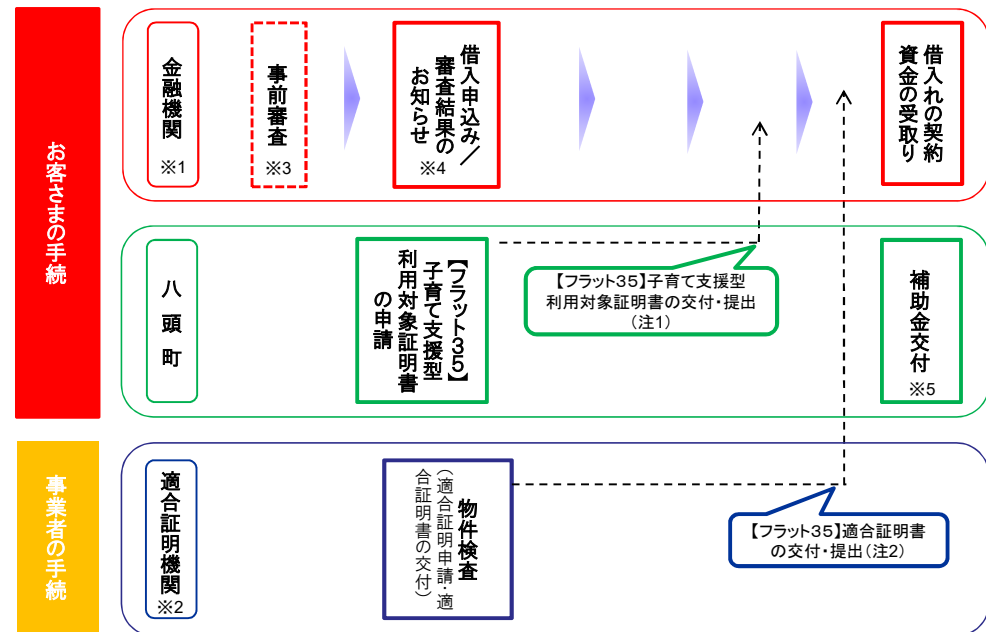 お客さまの手続
金融機関
※1
事前審査
※3
借入申込み／
審査結果の
お知らせ
※4
借入れの契約
資金の受取り
八頭町
【フラット３５】
子育て支援型
利用対象証明書
の申請
【フラット35】子育て支援型
利用対象証明書の交付・提出
（注1）
補助金交付
※5
事業者の手続
適合証明機関
※2
物件検査
（適合証明申請・適
合証明書の交付）
【フラット35】適合証明書
の交付・提出（注2）